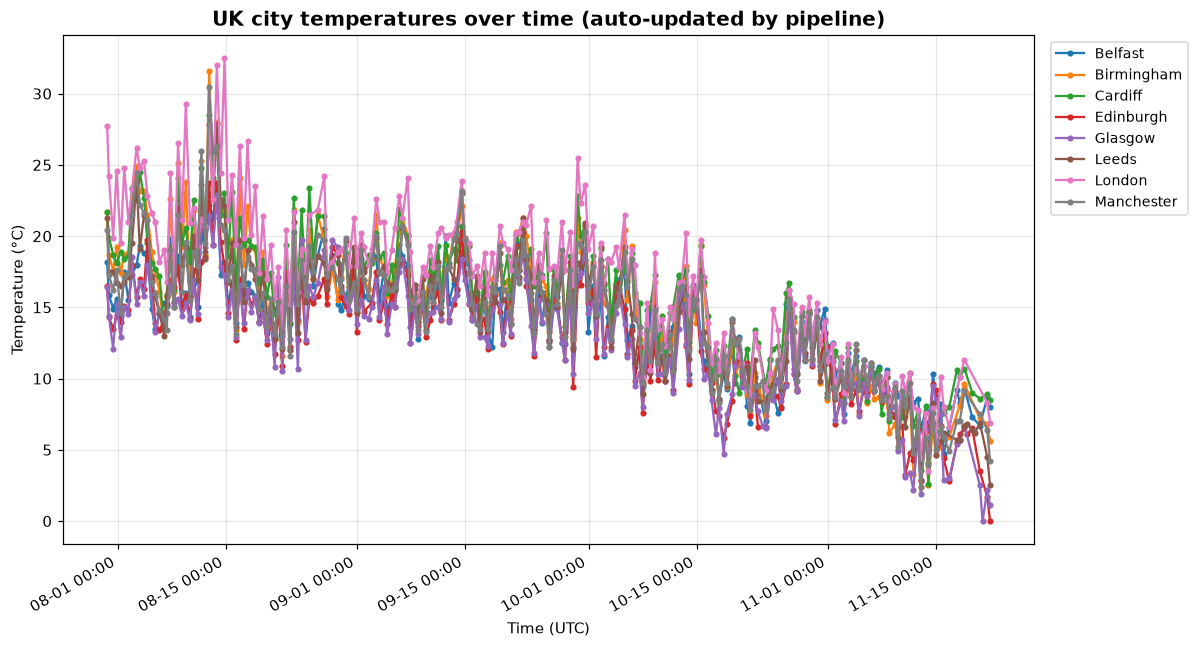 UK city temperatures over time (auto-updated by pipeline)
Temperature (°C)
30
25
20
15
10
5
0
08-01 00:00
08-15 00:00
09-01 00:00
09-15 00:00
10-01 00:00
10-15 00:00
11-01 00:00
11-15 00:00
Time (UTC)
Belfast
Birmingham
Cardiff
Edinburgh
Glasgow
Leeds
London
Manchester